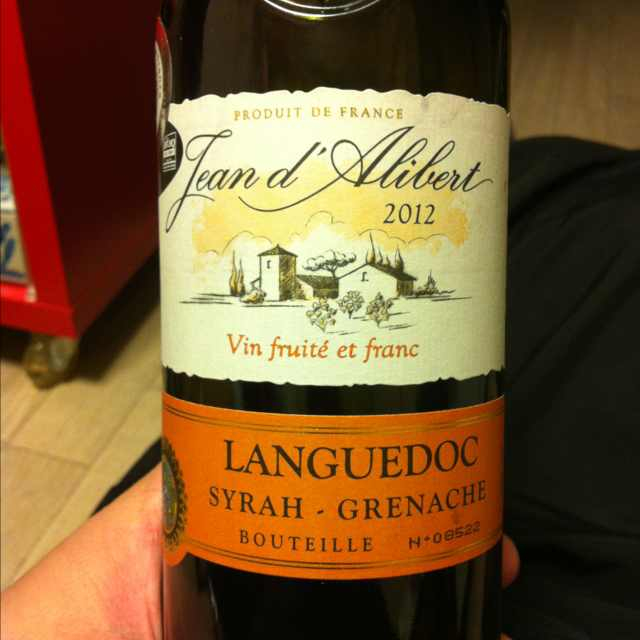 PRODUIT DE FRANCE
Jean d'Alibert
2012
Vin fruité et franc
LANGUEDOC
SYRAH - GRENACHE
BOUTEILLE N°08522